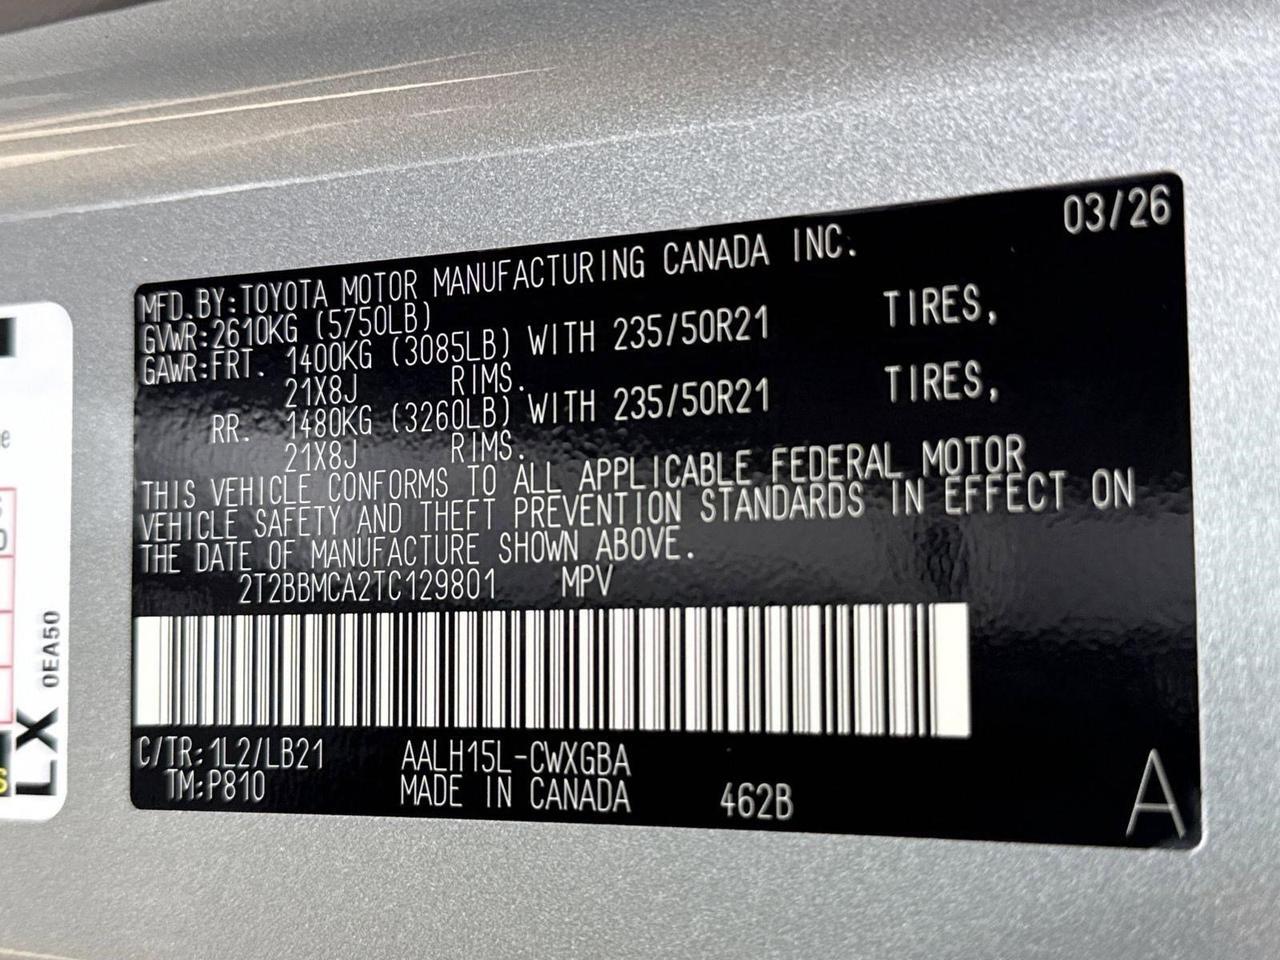 03/26
MFD.BY:TOYOTA MOTOR MANUFACTURING CANADA INC.
GVWR:2610KG (5750LB)
GAWR:FRT. 1400KG (3085LB) WITH 235/50R21 TIRES,
21X8J RIMS.
RR. 1480KG (3260LB) WITH 235/50R21 TIRES,
21X8J RIMS.
THIS VEHICLE CONFORMS TO ALL APPLICABLE FEDERAL MOTOR
VEHICLE SAFETY AND THEFT PREVENTION STANDARDS IN EFFECT ON
THE DATE OF MANUFACTURE SHOWN ABOVE.
2T2BBMCA2TC129801 MPV
C/TR:1L2/LB21 AALH15L-CWXGBA
TM:P810 MADE IN CANADA 462B
A
0EA50
LX